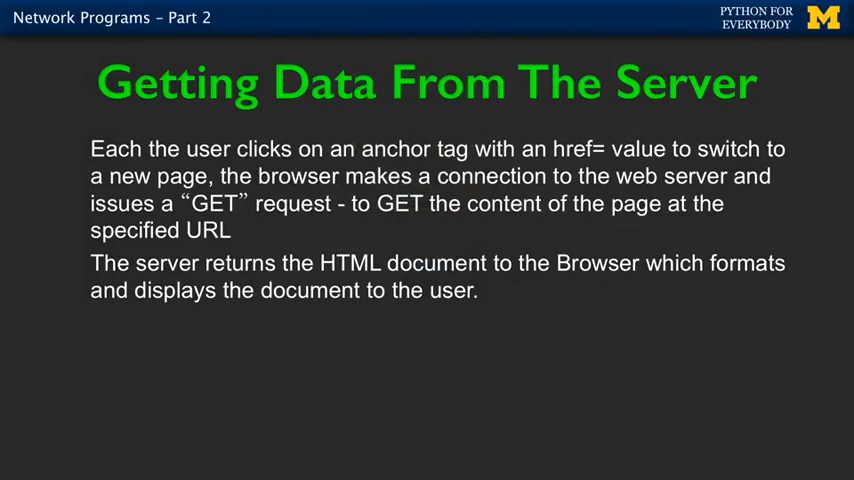 Network Programs – Part 2
PYTHON FOR
EVERYBODY
M
Getting Data From The Server
Each the user clicks on an anchor tag with an href= value to switch to
a new page, the browser makes a connection to the web server and
issues a “GET” request - to GET the content of the page at the
specified URL
The server returns the HTML document to the Browser which formats
and displays the document to the user.